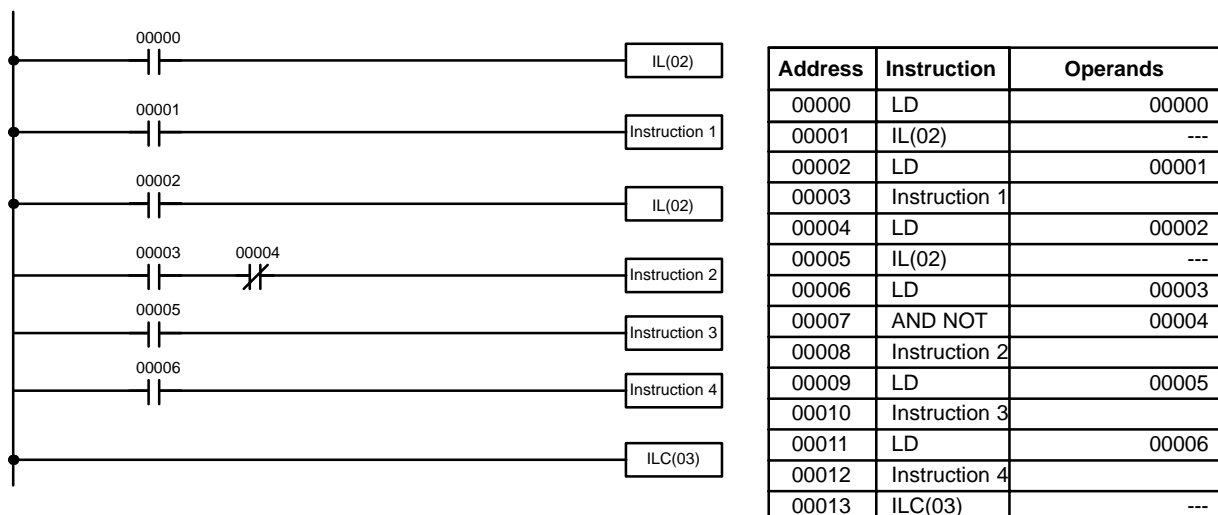 00000
IL(02)
00001
Instruction 1
00002
IL(02)
00003 00004
Instruction 2
00005
Instruction 3
00006
Instruction 4
ILC(03)
Address Instruction Operands
00000 LD 00000
00001 IL(02) ---
00002 LD 00001
00003 Instruction 1
00004 LD 00002
00005 IL(02) ---
00006 LD 00003
00007 AND NOT 00004
00008 Instruction 2
00009 LD 00005
00010 Instruction 3
00011 LD 00006
00012 Instruction 4
00013 ILC(03) ---